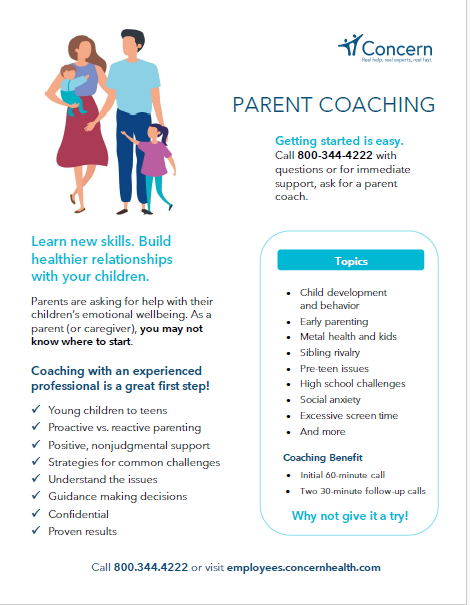 Concern
Real help, real experts, real fast.
PARENT COACHING
Getting started is easy.
Call 800-344-4222 with
questions or for immediate
support, ask for a parent
coach.
Learn new skills. Build
healthier relationships
with your children.
Parents are asking for help with their
children's emotional wellbeing. As a
parent (or caregiver), you may not
know where to start.
Coaching with an experienced
professional is a great first step!
✓ Young children to teens
✓ Proactive vs. reactive parenting
✓ Positive, nonjudgmental support
✓ Strategies for common challenges
✓ Understand the issues
✓ Guidance making decisions
✓ Confidential
✓ Proven results
Topics
• Child development
and behavior
• Early parenting
• Metal health and kids
• Sibling rivalry
• Pre-teen issues
• High school challenges
• Social anxiety
• Excessive screen time
• And more
Coaching Benefit
• Initial 60-minute call
• Two 30-minute follow-up calls
Why not give it a try!
Call 800.344.4222 or visit employees.concernhealth.com